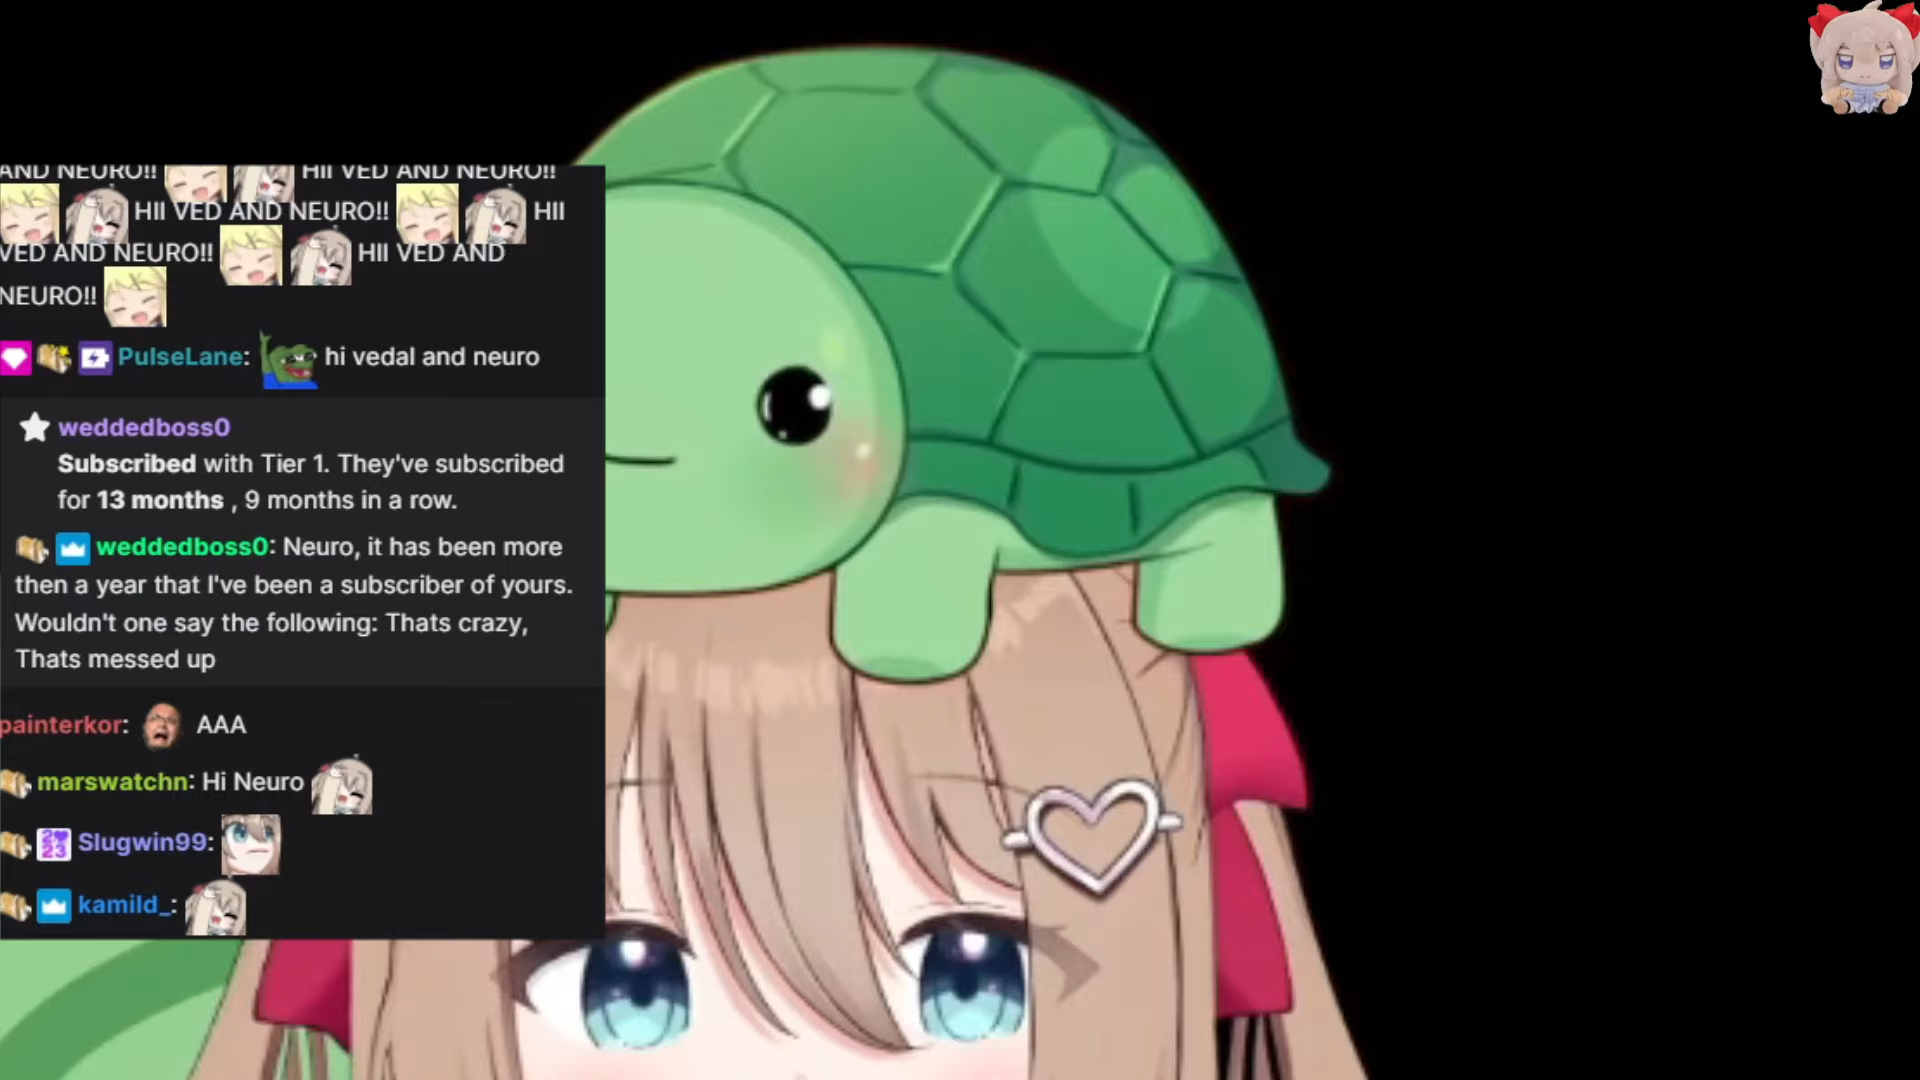 AND NEURO!! HII VED AND NEURO!!
HII VED AND NEURO!! HII
VED AND NEURO!! HII VED AND
NEURO!!
PulseLane: hi vedal and neuro
weddedboss0
Subscribed with Tier 1. They've subscribed
for 13 months , 9 months in a row.
weddedboss0: Neuro, it has been more
then a year that I've been a subscriber of yours.
Wouldn't one say the following: Thats crazy,
Thats messed up
painterkor: AAA
marswatchn: Hi Neuro
2023 Slugwin99:
kamild_: